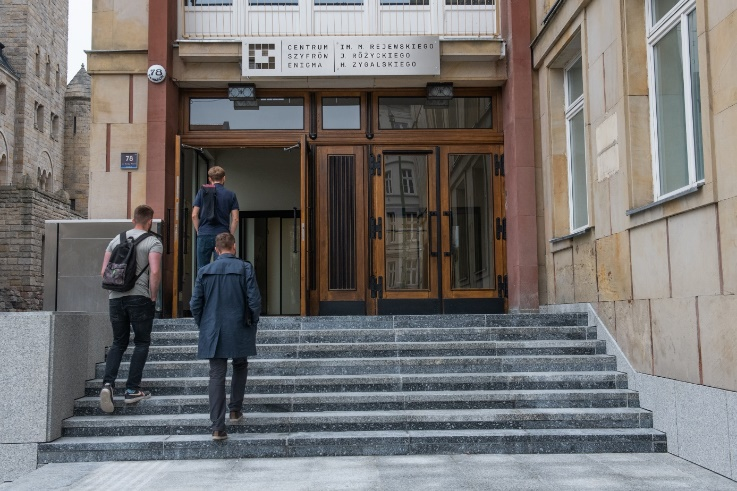 CENTRUM
SZYFRÓW
ENIGMA
IM. M. REJEWSKIEGO
J. RÓŻYCKIEGO
H. ZYGALSKIEGO
78
78